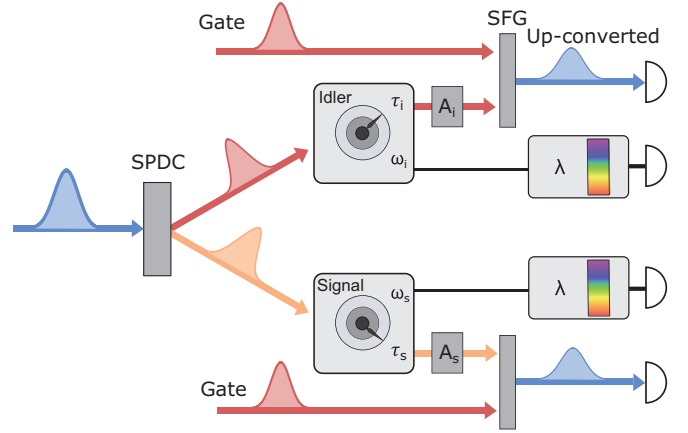 Gate
SFG
Up-converted
Idler
τi
Ai
ωi
λ
SPDC
Signal
ωs
λ
τs
As
Gate